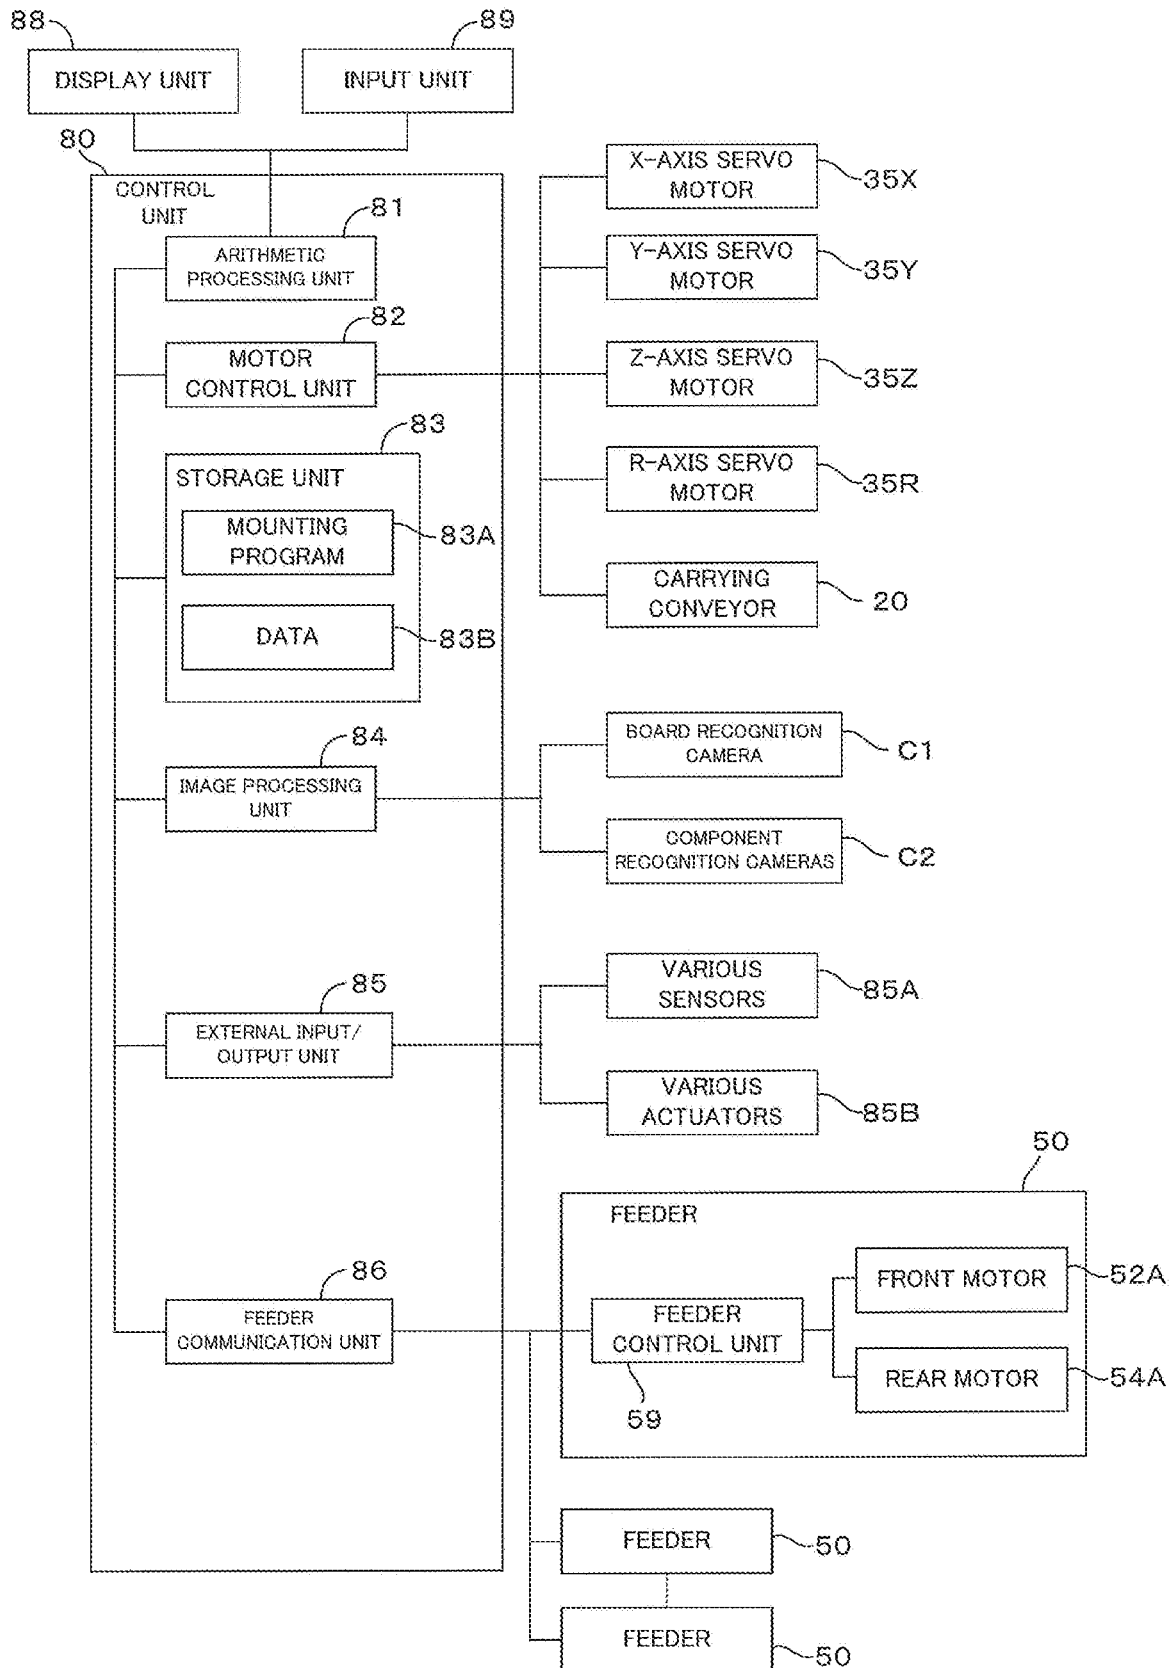 88
89
DISPLAY UNIT
INPUT UNIT
80
CONTROL
UNIT
81
ARITHMETIC
PROCESSING UNIT
82
MOTOR
CONTROL UNIT
83
STORAGE UNIT
MOUNTING
PROGRAM
83A
DATA
83B
84
IMAGE PROCESSING
UNIT
85
EXTERNAL INPUT/
OUTPUT UNIT
86
FEEDER
COMMUNICATION UNIT
X-AXIS SERVO
MOTOR
35X
Y-AXIS SERVO
MOTOR
35Y
Z-AXIS SERVO
MOTOR
35Z
R-AXIS SERVO
MOTOR
35R
CARRYING
CONVEYOR
20
BOARD RECOGNITION
CAMERA
C1
COMPONENT
RECOGNITION CAMERAS
C2
VARIOUS
SENSORS
85A
VARIOUS
ACTUATORS
85B
50
FEEDER
FEEDER
CONTROL UNIT
59
FRONT MOTOR
52A
REAR MOTOR
54A
FEEDER
50
FEEDER
50